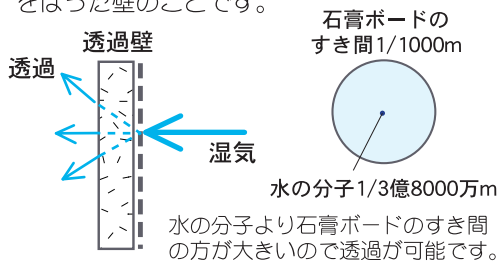 をはった壁のことです。
透過壁
透過
湿気
石膏ボードの
すき間1/1000m
水の分子1/3億8000万m
水の分子より石膏ボードのすき間
の方が大きいので透過が可能です。